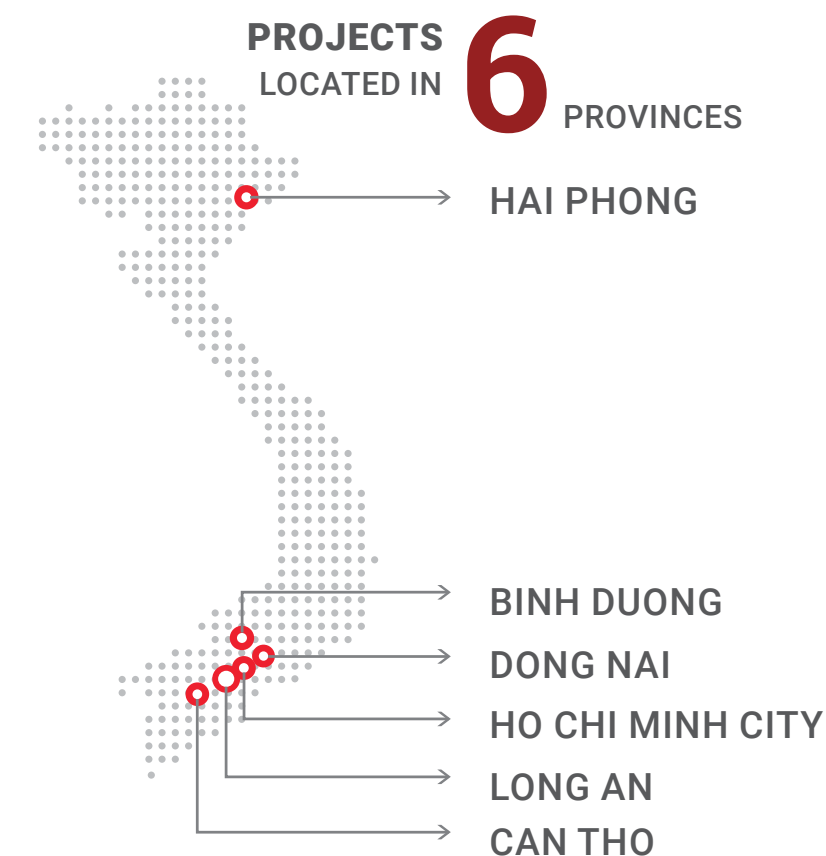 PROJECTS
LOCATED IN 6 PROVINCES
HAI PHONG
BINH DUONG
DONG NAI
HO CHI MINH CITY
LONG AN
CAN THO